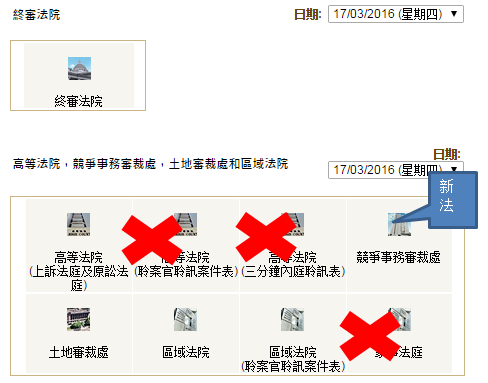 終審法院
日期: 17/03/2016 (星期四)
終審法院
日期:
高等法院，競爭事務審裁處，土地審裁處和區域法院
17/03/2016 (星期四)
新
法
高等法院
(上訴法庭及原訟法
庭)
等法院
(聆案官聆訊案件表)
高等法院
(三分鐘內庭聆訊表)
競爭事務審裁處
土地審裁處
區域法院
區域法院
(聆案官聆訊案件表)
事法庭